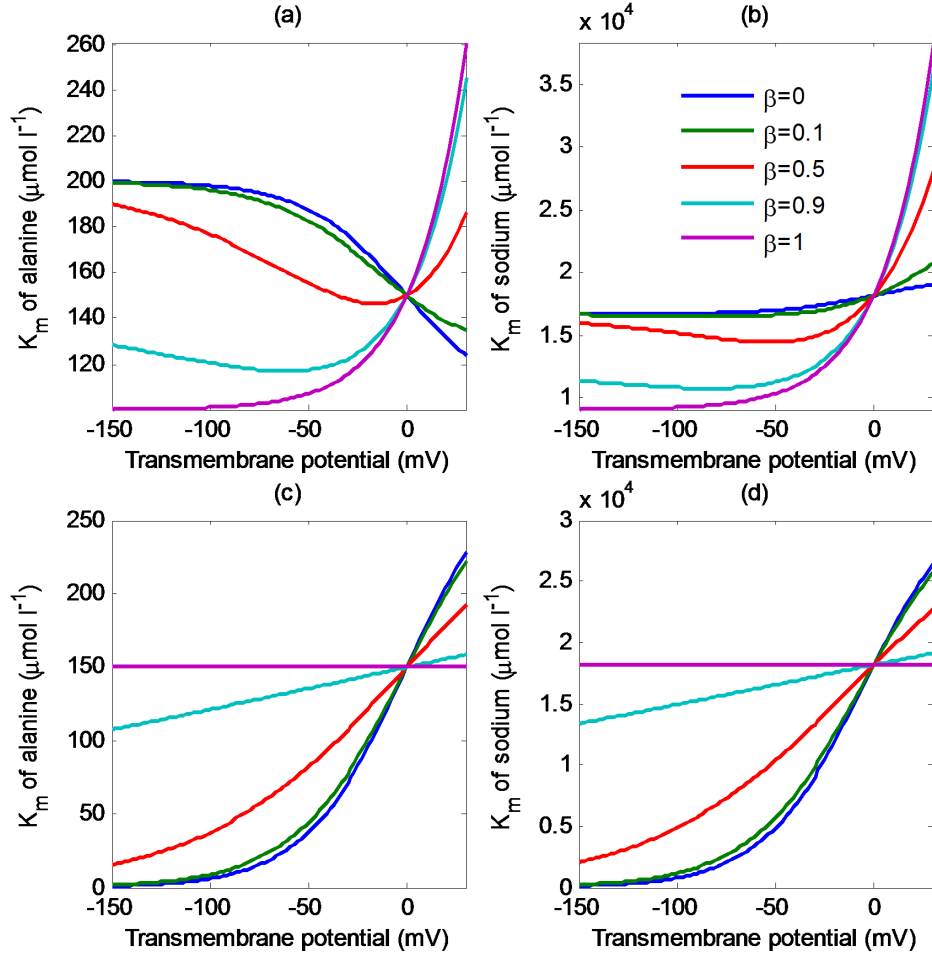 (a)
260
240
220
200
180
160
140
120
-150 -100 -50 0
K_m of alanine (μmol l⁻¹)
Transmembrane potential (mV)
(b)
x 10⁴
3.5
3
2.5
2
1.5
1
-150 -100 -50 0
K_m of sodium (μmol l⁻¹)
Transmembrane potential (mV)
β=0
β=0.1
β=0.5
β=0.9
β=1
(c)
250
200
150
100
50
0
-150 -100 -50 0
K_m of alanine (μmol l⁻¹)
Transmembrane potential (mV)
(d)
x 10⁴
3
2.5
2
1.5
1
0.5
0
-150 -100 -50 0
K_m of sodium (μmol l⁻¹)
Transmembrane potential (mV)